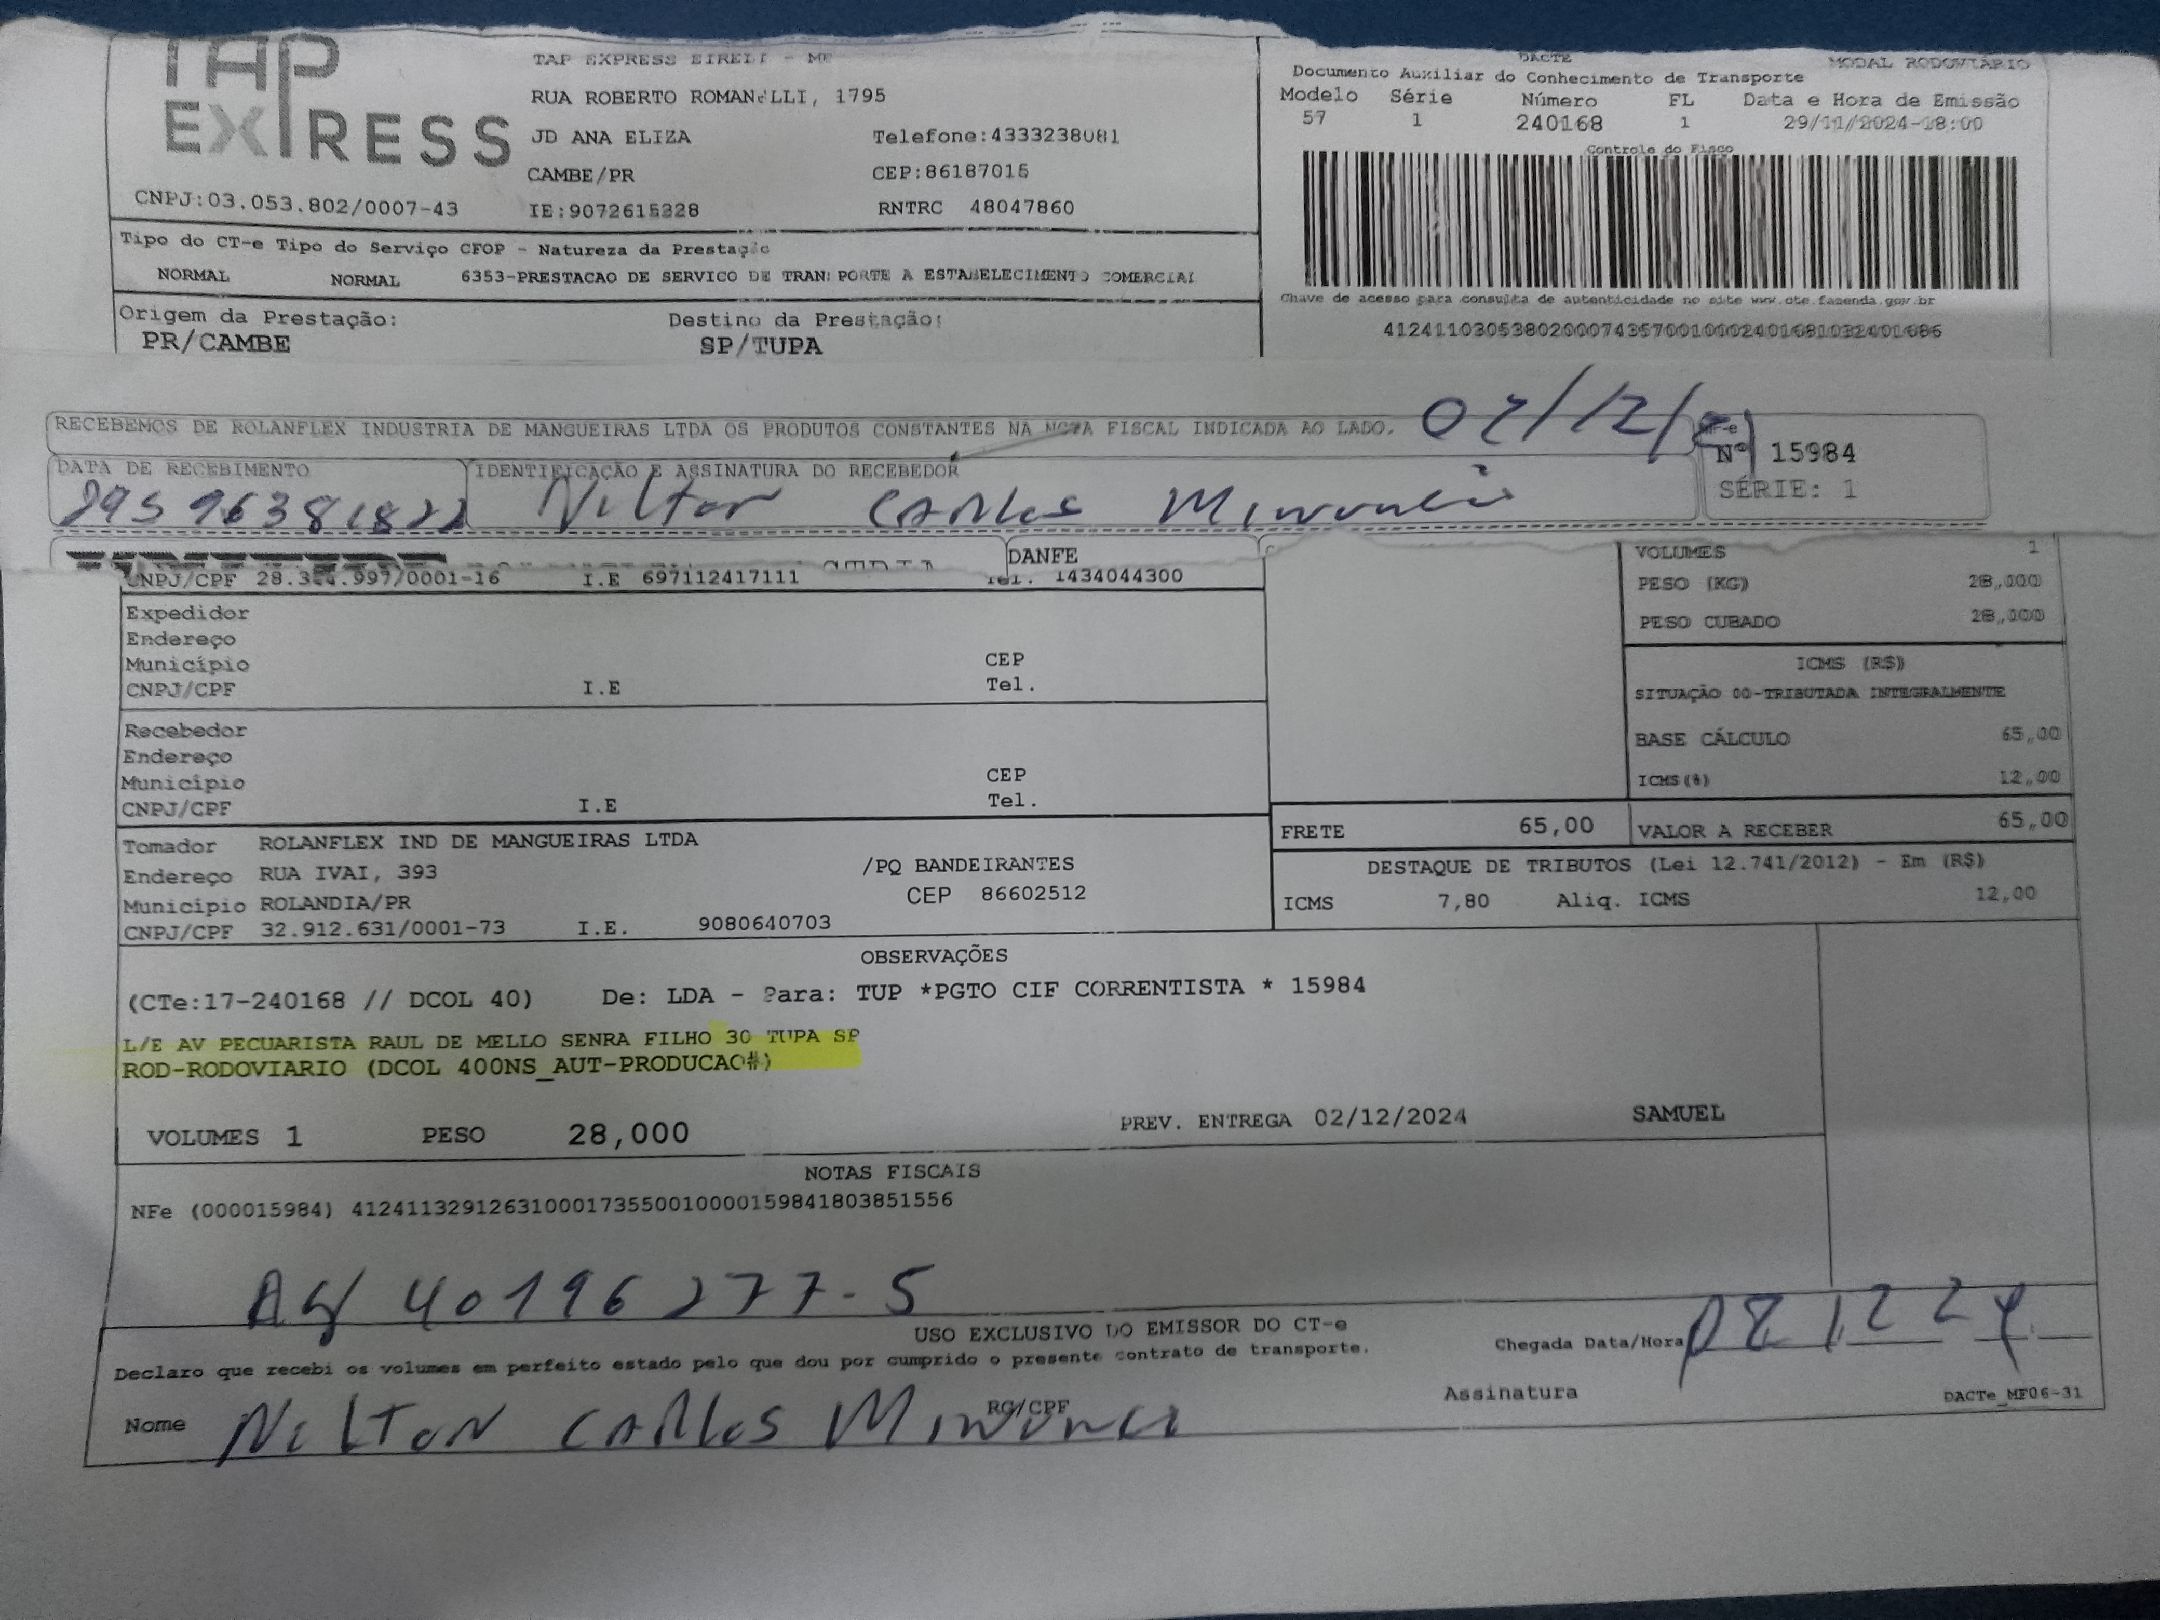 TAP EXPRESS
TAP EXPRESS EIRELI - ME
RUA ROBERTO ROMANELLI, 1795
JD ANA ELIZA Telefone:4333238081
CAMBE/PR CEP:86187015
CNPJ:03.053.802/0007-43 IE:9072615328 RNTRC 48047860
DACTE MODAL RODOVIÁRIO
Documento Auxiliar do Conhecimento de Transporte
Modelo Série Número FL Data e Hora de Emissão
57 1 240168 1 29/11/2024-18:00
Controle do Fisco
Chave de acesso para consulta de autenticidade no site www.cte.fazenda.gov.br
41241103053802000743570010002401681032401686
Tipo do CT-e Tipo do Serviço CFOP - Natureza da Prestação
NORMAL NORMAL 6353-PRESTACAO DE SERVICO DE TRANSPORTE A ESTABELECIMENTO COMERCIAL
Origem da Prestação: Destino da Prestação:
PR/CAMBE SP/TUPA
RECEBEMOS DE ROLANFLEX INDUSTRIA DE MANGUEIRAS LTDA OS PRODUTOS CONSTANTES NA NOTA FISCAL INDICADA AO LADO.
DATA DE RECEBIMENTO IDENTIFICAÇÃO E ASSINATURA DO RECEBEDOR
Nilton Carlos
NF-e
Nº 15984
SÉRIE: 1
DANFE
CNPJ/CPF I.E 697112417111 Tel. 1434044300
VOLUMES 1
PESO (KG) 28,000
PESO CUBADO 28,000
Expedidor
Endereço
Município CEP
CNPJ/CPF I.E Tel.
ICMS (R$)
SITUAÇÃO 00-TRIBUTADA INTEGRALMENTE
BASE CÁLCULO 65,00
ICMS(%) 12,00
Recebedor
Endereço
Município CEP
CNPJ/CPF I.E Tel.
FRETE 65,00 VALOR A RECEBER 65,00
DESTAQUE DE TRIBUTOS (Lei 12.741/2012) - Em (R$)
ICMS 7,80 Aliq. ICMS 12,00
Tomador ROLANFLEX IND DE MANGUEIRAS LTDA
Endereço RUA IVAI, 393 /PQ BANDEIRANTES
Município ROLANDIA/PR CEP 86602512
CNPJ/CPF 32.912.631/0001-73 I.E. 9080640703
OBSERVAÇÕES
(CTe:17-240168 // DCOL 40) De: LDA - Para: TUP *PGTO CIF CORRENTISTA * 15984
L/E AV PECUARISTA RAUL DE MELLO SENRA FILHO 30 TUPA SP
ROD-RODOVIARIO (DCOL 400NS_AUT-PRODUCAO#)
VOLUMES 1 PESO 28,000 PREV. ENTREGA 02/12/2024 SAMUEL
NOTAS FISCAIS
NFe (000015984) 41241132912631000173550010000159841803851556
40196277-5
USO EXCLUSIVO DO EMISSOR DO CT-e
Declaro que recebi os volumes em perfeito estado pelo que dou por cumprido o presente contrato de transporte.
Chegada Data/Hora
Nome Nilton Carlos RG/CPF Assinatura DACTe_MF06-31